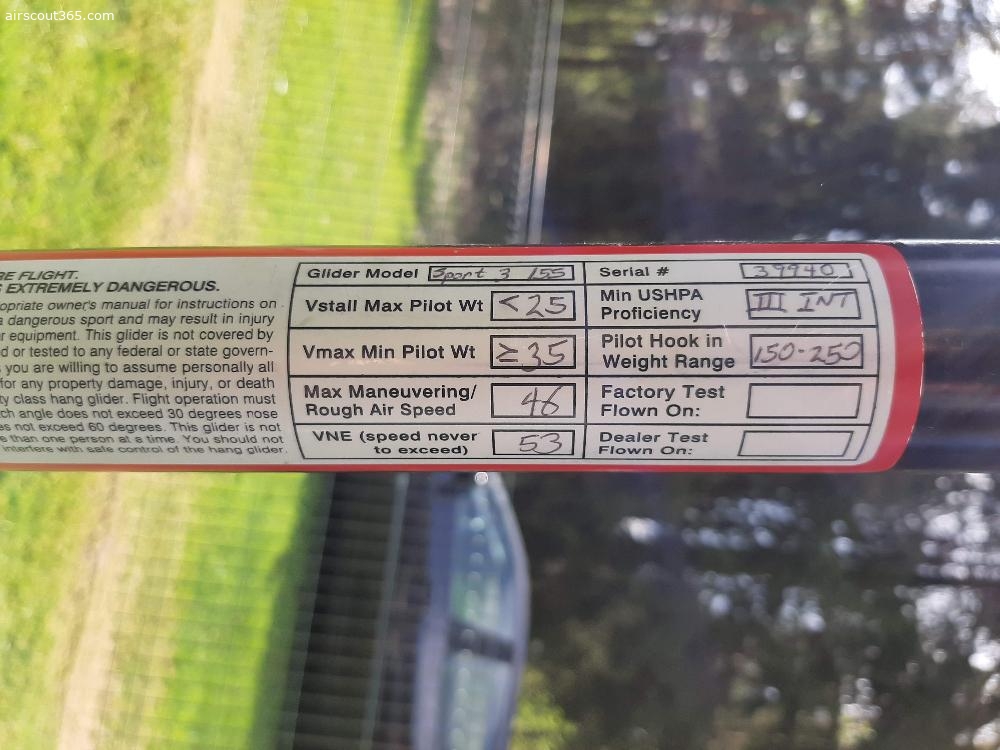 airscout365.com
RE FLIGHT.
S EXTREMELY DANGEROUS.
opriate owner's manual for instructions on
a dangerous sport and may result in injury
r equipment. This glider is not covered by
d or tested to any federal or state govern-
you are willing to assume personally all
for any property damage, injury, or death
ty class hang glider. Flight operation must
ch angle does not exceed 30 degrees nose
es not exceed 60 degrees. This glider is not
e than one person at a time. You should not
interfere with safe control of the hang glider.
Glider Model Sport 3 155
Vstall Max Pilot Wt <25
Vmax Min Pilot Wt ≥35
Max Maneuvering/
Rough Air Speed 46
VNE (speed never
to exceed) 53
Serial # 39940
Min USHPA
Proficiency III INT
Pilot Hook in
Weight Range 150-250
Factory Test
Flown On:
Dealer Test
Flown On: